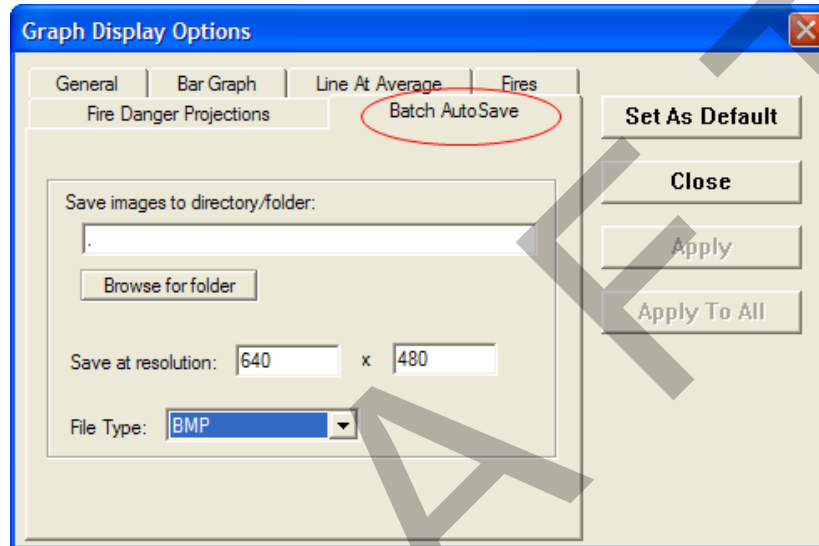 Graph Display Options
General Bar Graph Line At Average Fires
Fire Danger Projections Batch AutoSave
Set As Default
Close
Apply
Apply To All
Save images to directory/folder:
.
Browse for folder
Save at resolution: 640 x 480
File Type: BMP